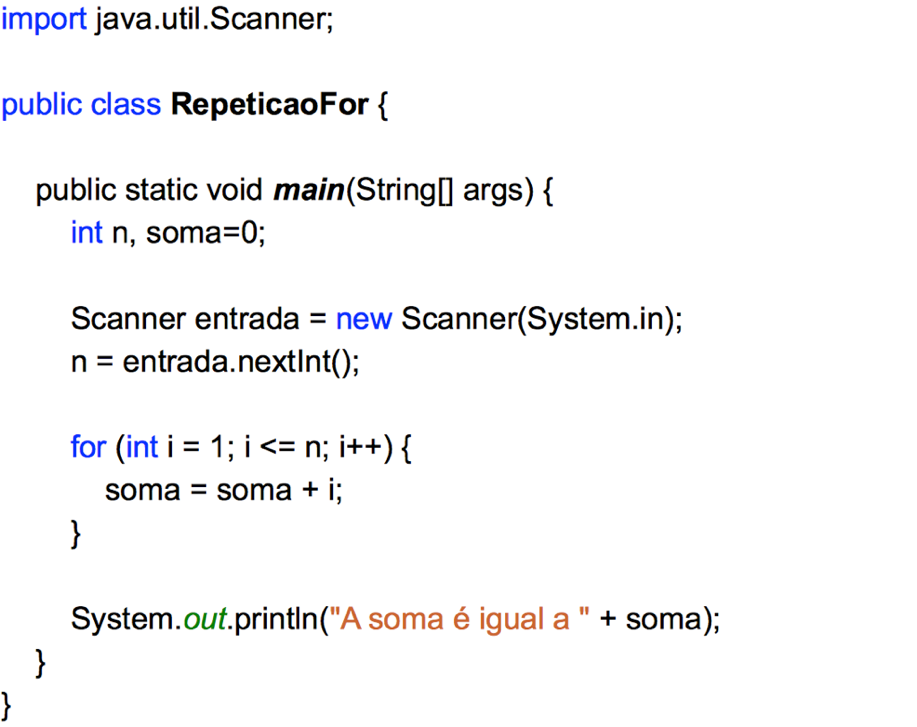 import java.util.Scanner;
public class RepeticaoFor {
public static void main(String[] args) {
int n, soma=0;
Scanner entrada = new Scanner(System.in);
n = entrada.nextInt();
for (int i = 1; i <= n; i++) {
soma = soma + i;
}
System.out.println("A soma é igual a " + soma);
}
}